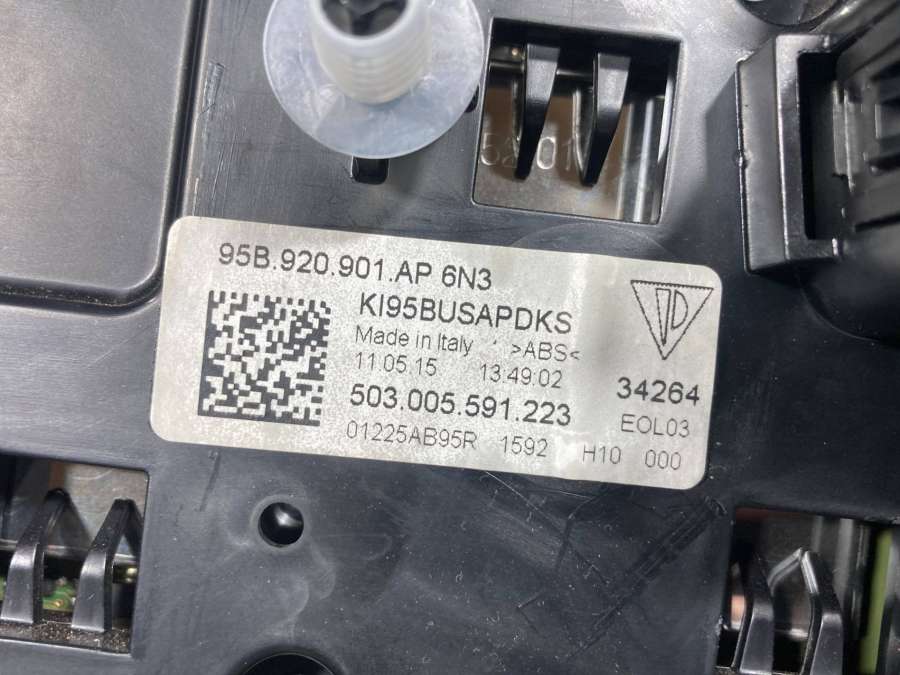 95B.920.901.AP 6N3
KI95BUSAPDKS
Made in Italy >ABS<
11.05.15 13:49:02
34264
503.005.591.223
EOL03
01225AB95R 1592 H10 000